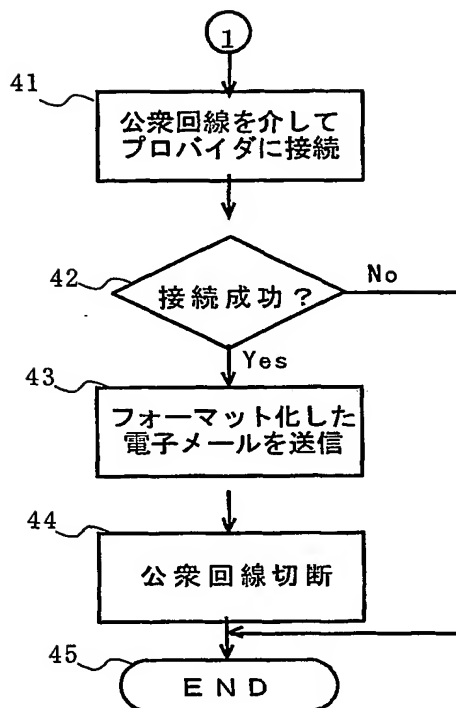 1
41
公衆回線を介して
プロバイダに接続
42
接続成功？
No
Yes
43
フォーマット化した
電子メールを送信
44
公衆回線切断
45
END